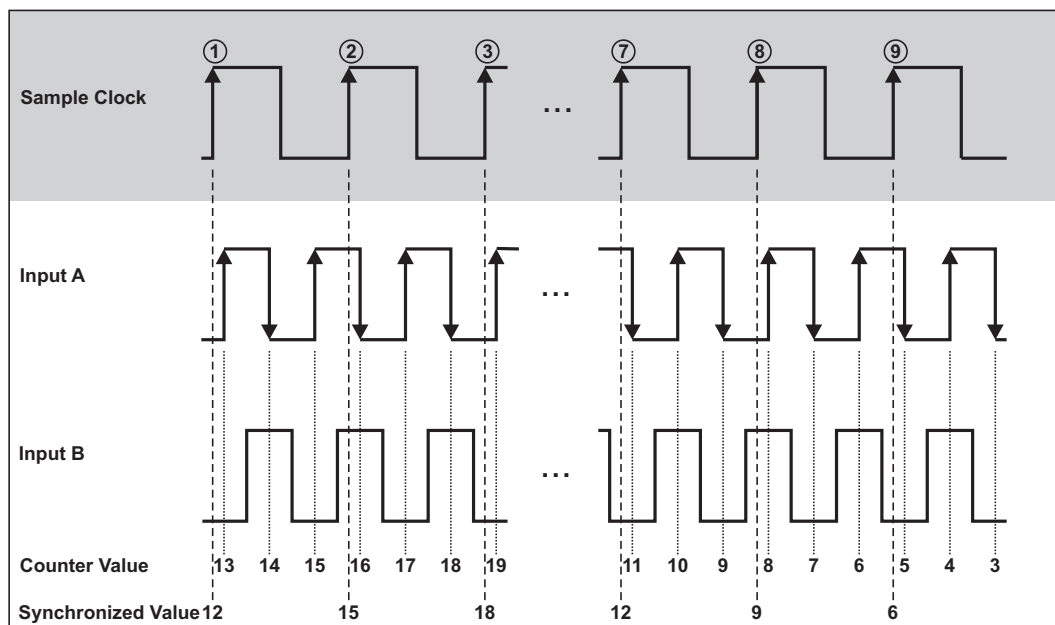 ① ② ③ ⑦ ⑧ ⑨
Sample Clock
...
Input A
...
Input B
...
Counter Value 13 14 15 16 17 18 19 11 10 9 8 7 6 5 4 3
Synchronized Value 12 15 18 12 9 6